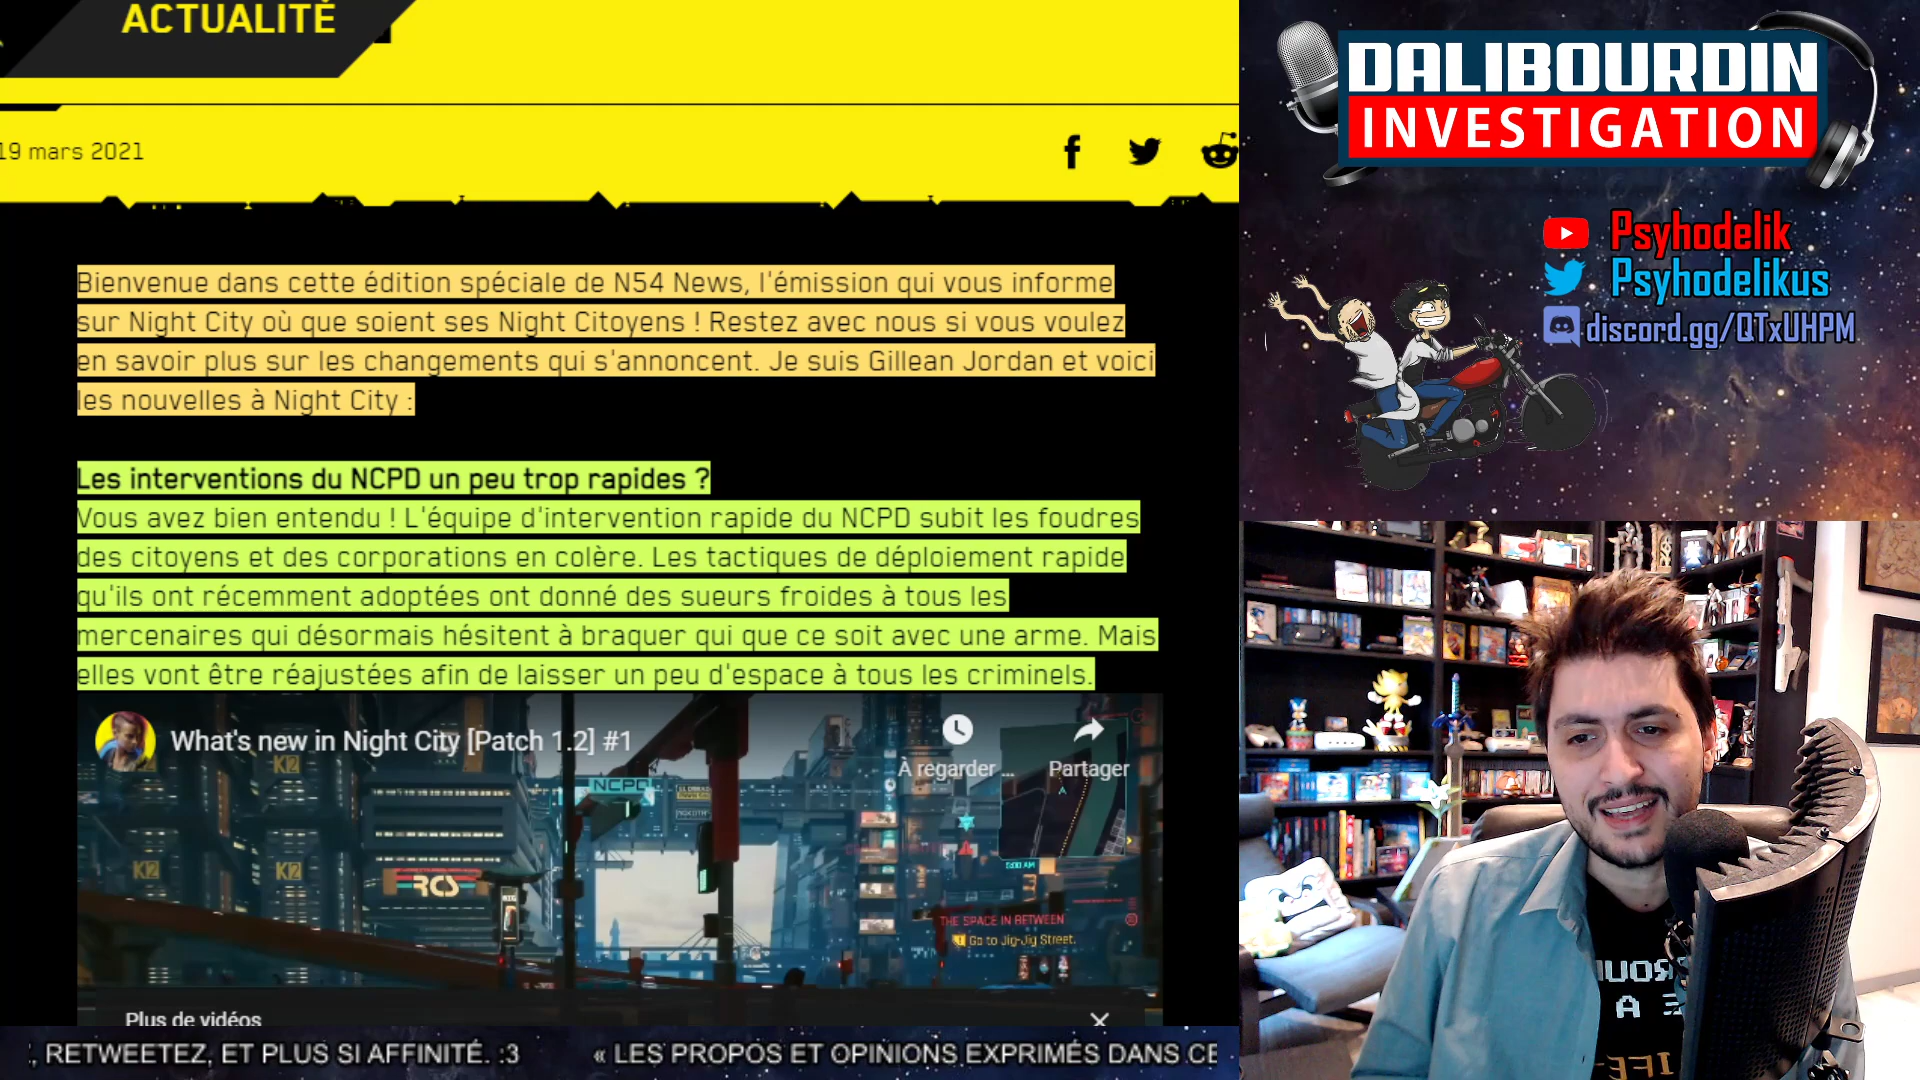 ACTUALITÉ
19 mars 2021
Bienvenue dans cette édition spéciale de N54 News, l'émission qui vous informe
sur Night City où que soient ses Night Citoyens ! Restez avec nous si vous voulez
en savoir plus sur les changements qui s'annoncent. Je suis Gillean Jordan et voici
les nouvelles à Night City :
Les interventions du NCPD un peu trop rapides ?
Vous avez bien entendu ! L'équipe d'intervention rapide du NCPD subit les foudres
des citoyens et des corporations en colère. Les tactiques de déploiement rapide
qu'ils ont récemment adoptées ont donné des sueurs froides à tous les
mercenaires qui désormais hésitent à braquer qui que ce soit avec une arme. Mais
elles vont être réajustées afin de laisser un peu d'espace à tous les criminels.
What's new in Night City [Patch 1.2] #1
À regarder ...
Partager
K2
NCPD
K2
K2
RCS
THE SPACE IN BETWEEN
Go to Jig-Jig Street.
Plus de vidéos
, RETWEETEZ, ET PLUS SI AFFINITÉ. :3
« LES PROPOS ET OPINIONS EXPRIMÉS DANS CE
DALIBOURDIN
INVESTIGATION
Psyhodelik
Psyhodelikus
discord.gg/QTxUHPM